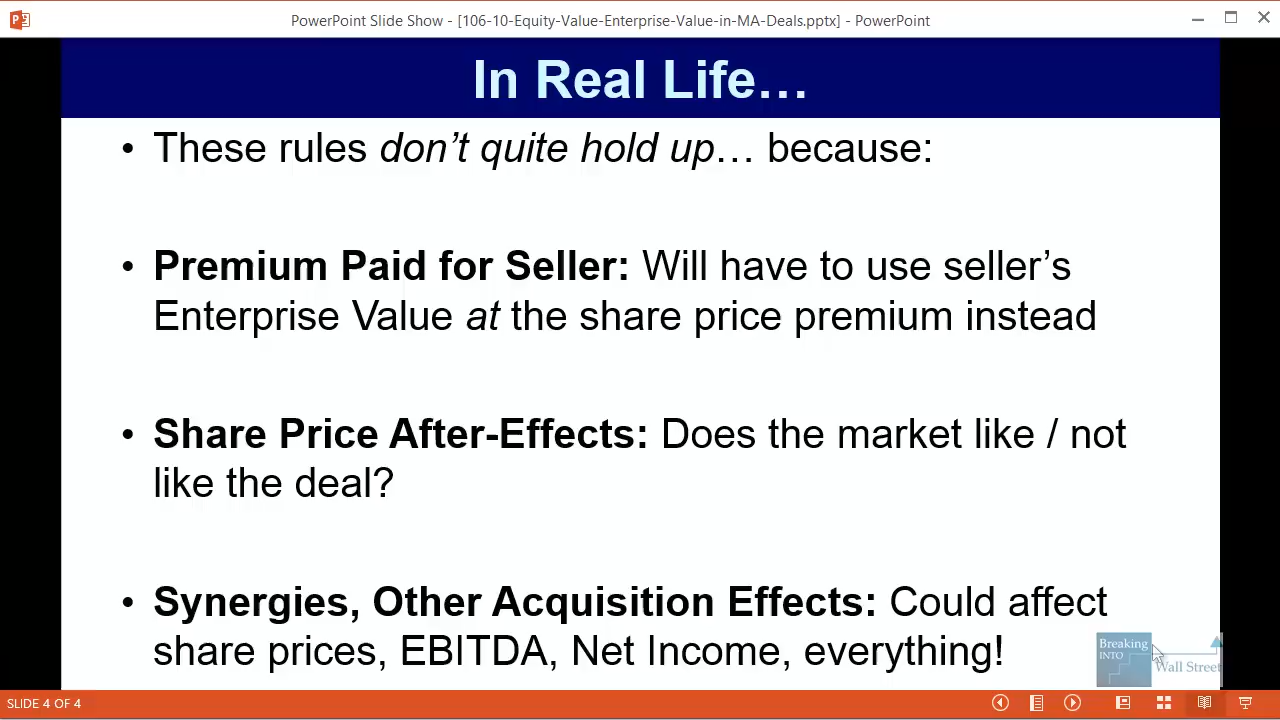 PowerPoint Slide Show - [106-10-Equity-Value-Enterprise-Value-in-MA-Deals.pptx] - PowerPoint
In Real Life…
• These rules don’t quite hold up… because:
• Premium Paid for Seller: Will have to use seller’s
Enterprise Value at the share price premium instead
• Share Price After-Effects: Does the market like / not
like the deal?
• Synergies, Other Acquisition Effects: Could affect
share prices, EBITDA, Net Income, everything!
Breaking
INTO
Wall Street
SLIDE 4 OF 4